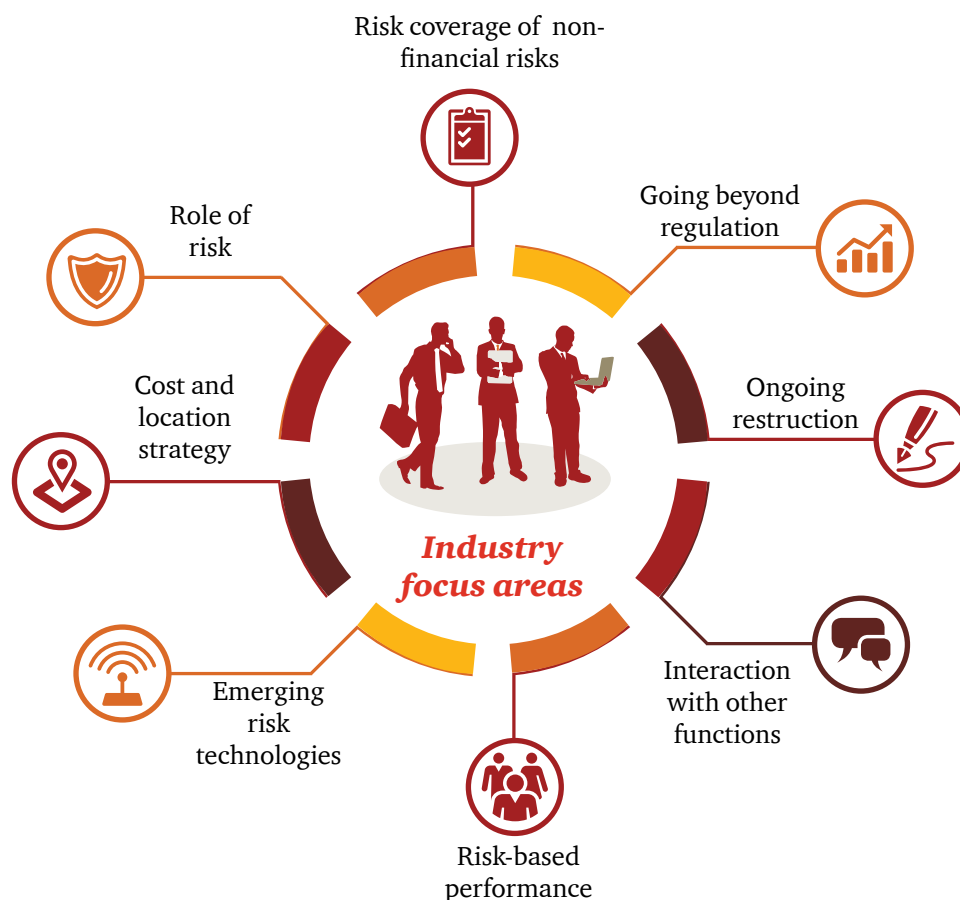 Risk coverage of non-
financial risks
Going beyond
regulation
Role of
risk
Cost and
location
strategy
Ongoing
restruction
Industry
focus areas
Interaction
with other
functions
Emerging
risk
technologies
Risk-based
performance